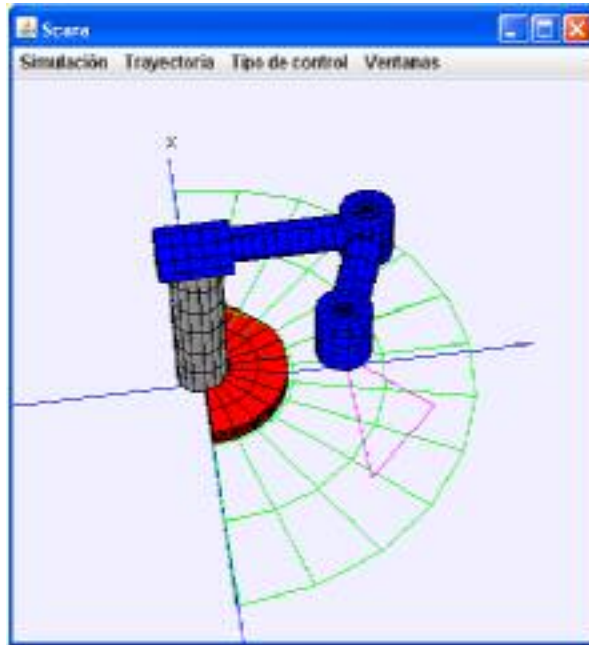 Scara
Simulación Trayectoria Tipo de control Ventanas
X